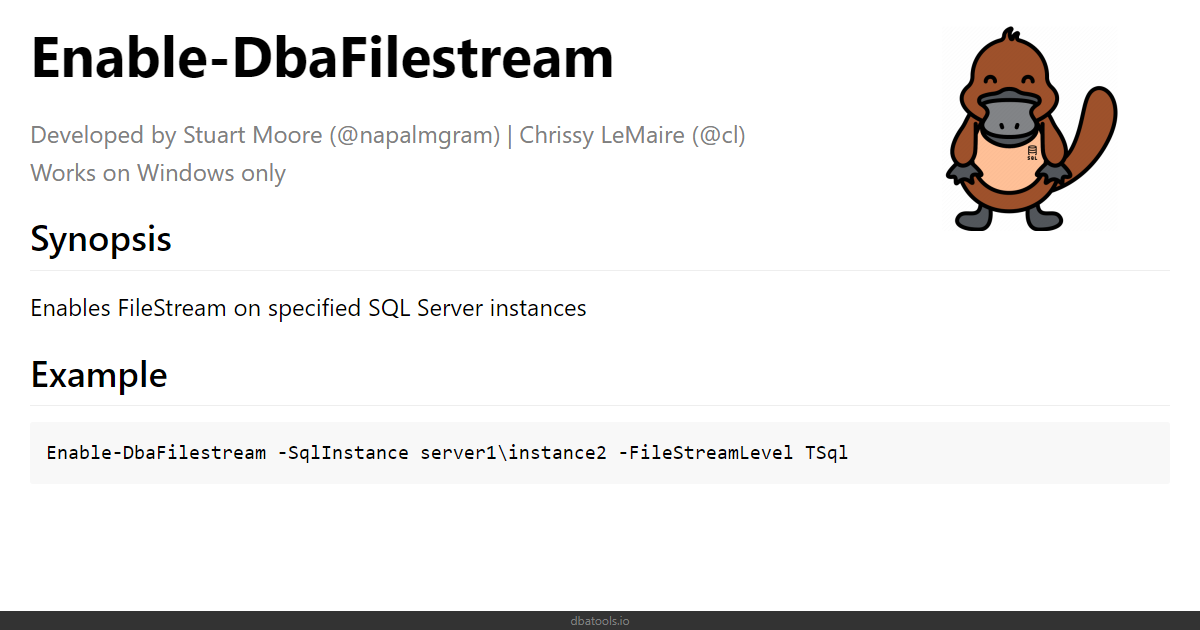 Enable-DbaFilestream
Developed by Stuart Moore (@napalmgram) | Chrissy LeMaire (@cl)
Works on Windows only
SQL
Synopsis
Enables FileStream on specified SQL Server instances
Example
Enable-DbaFilestream -SqlInstance server1\instance2 -FileStreamLevel TSql
dbatools.io